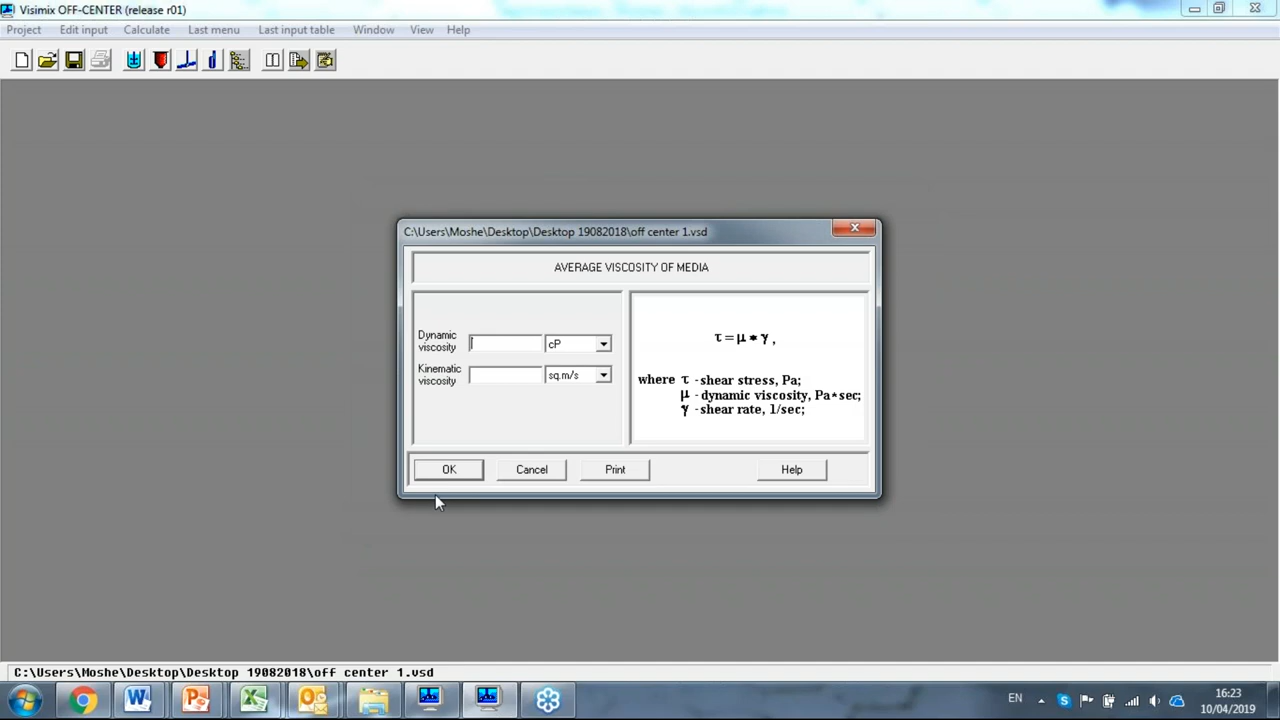 Visimix OFF-CENTER (release r01)
Project Edit input Calculate Last menu Last input table Window View Help
C:\Users\Moshe\Desktop\Desktop 19082018\off center 1.vsd
AVERAGE VISCOSITY OF MEDIA
Dynamic
viscosity
cP
Kinematic
viscosity
sq.m/s
τ = μ * γ ,
where τ - shear stress, Pa;
μ - dynamic viscosity, Pa*sec;
γ - shear rate, 1/sec;
OK Cancel Print Help
C:\Users\Moshe\Desktop\Desktop 19082018\off center 1.vsd
EN
16:23
10/04/2019